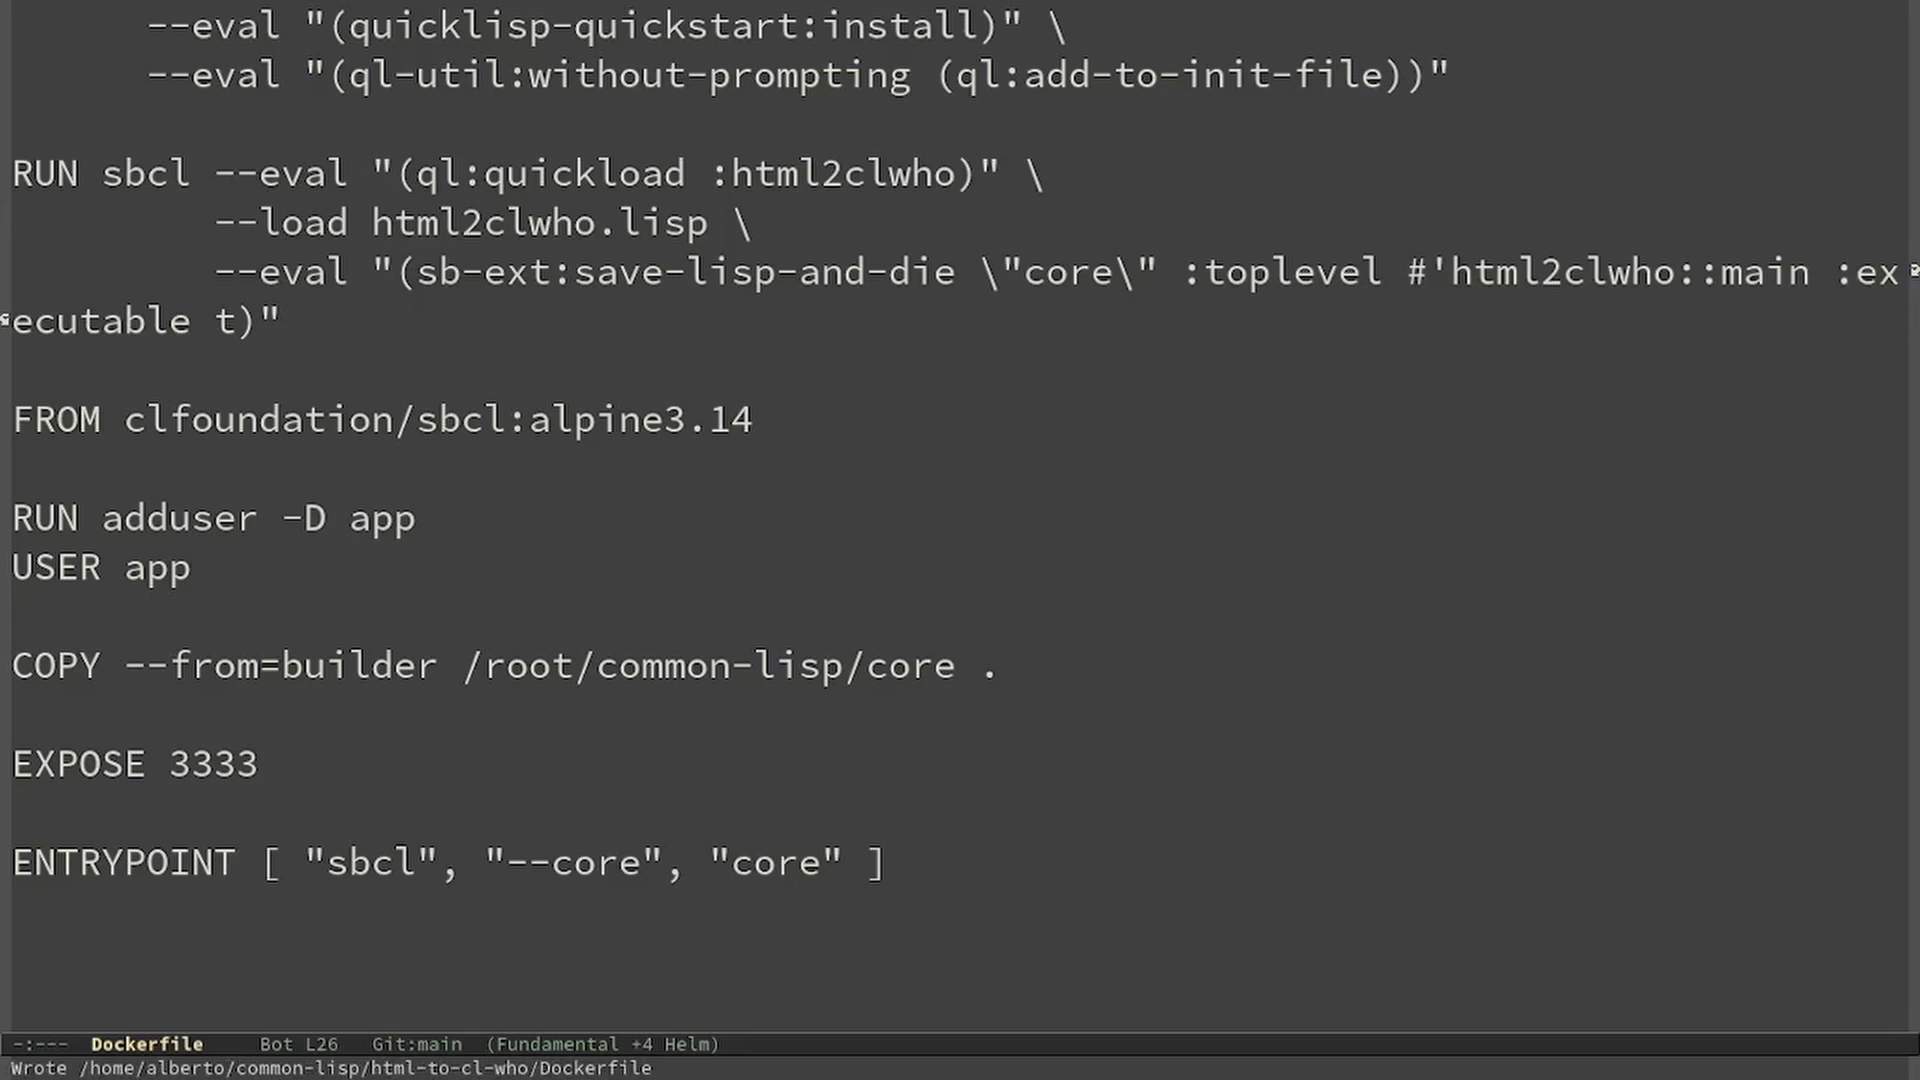 --eval "(quicklisp-quickstart:install)" \
--eval "(ql-util:without-prompting (ql:add-to-init-file))"
RUN sbcl --eval "(ql:quickload :html2clwho)" \
--load html2clwho.lisp \
--eval "(sb-ext:save-lisp-and-die \"core\" :toplevel #'html2clwho::main :ex
ecutable t)"
FROM clfoundation/sbcl:alpine3.14
RUN adduser -D app
USER app
COPY --from=builder /root/common-lisp/core .
EXPOSE 3333
ENTRYPOINT [ "sbcl", "--core", "core" ]
-:--- Dockerfile Bot L26 Git:main (Fundamental +4 Helm)
Wrote /home/alberto/common-lisp/html-to-cl-who/Dockerfile